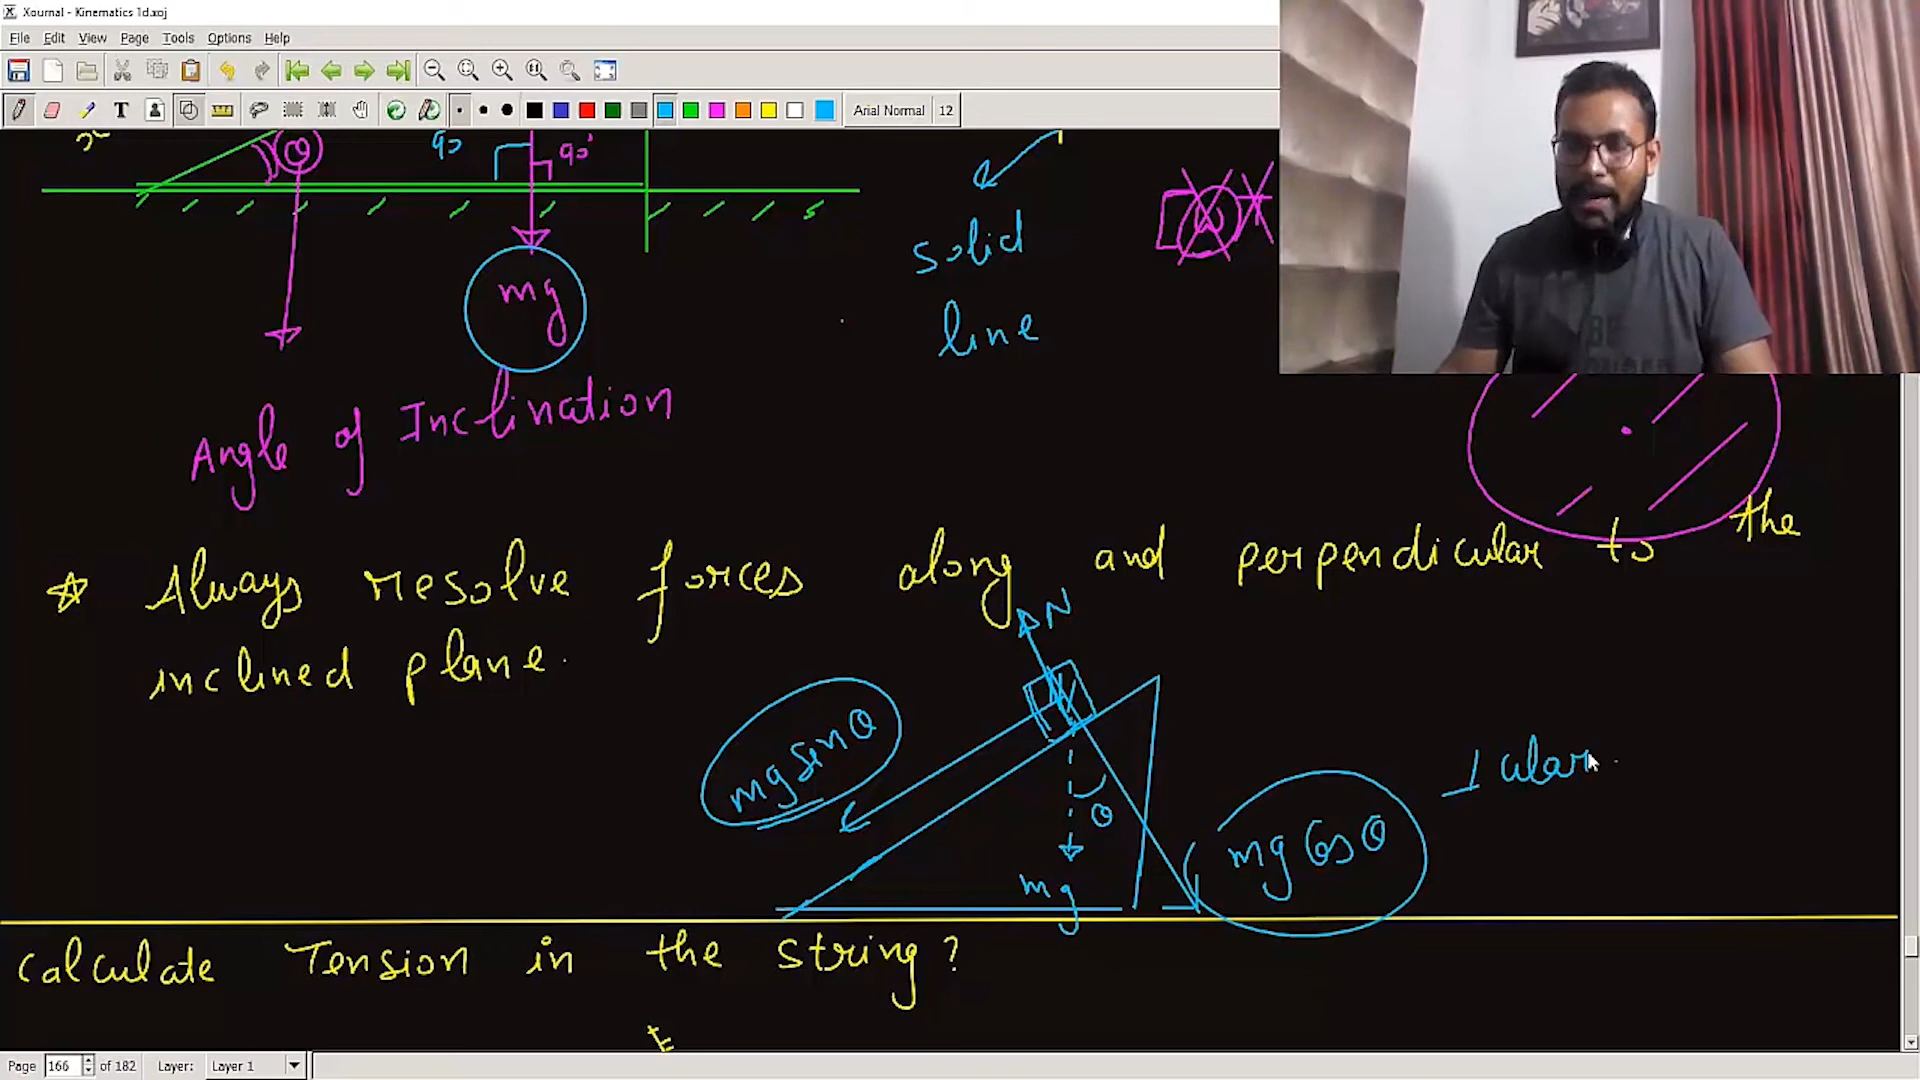 Xournal - Kinematics 1d.xoj
File Edit View Page Tools Options Help
Arial Normal 12
90 90°
mg
solid
line
Angle of Inclination
☆ Always resolve forces along and perpendicular to the
inclined plane.
N
mg sinθ
θ
mg
mg Cosθ
⊥ular
Calculate Tension in the string?
Page 166 of 182 Layer: Layer 1